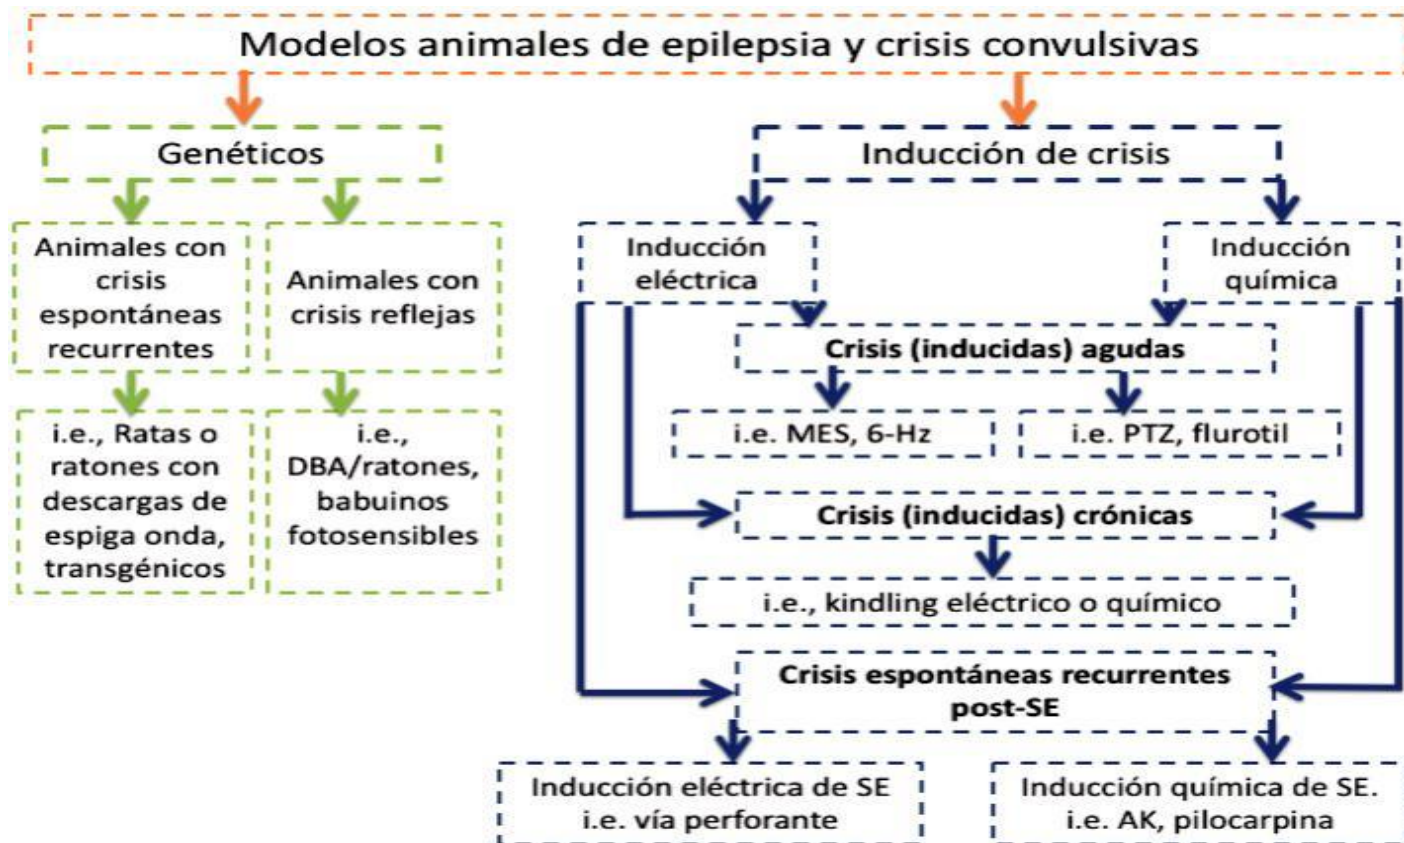 Modelos animales de epilepsia y crisis convulsivas
Genéticos
Animales con
crisis
espontáneas
recurrentes
Animales con
crisis reflejas
i.e., Ratas o
ratones con
descargas de
espiga onda,
transgénicos
i.e.,
DBA/ratones,
babuinos
fotosensibles
Inducción de crisis
Inducción
eléctrica
Inducción
química
Crisis (inducidas) agudas
i.e. MES, 6-Hz
i.e. PTZ, flurotil
Crisis (inducidas) crónicas
i.e., kindling eléctrico o químico
Crisis espontáneas recurrentes
post-SE
Inducción eléctrica de SE
i.e. vía perforante
Inducción química de SE.
i.e. AK, pilocarpina